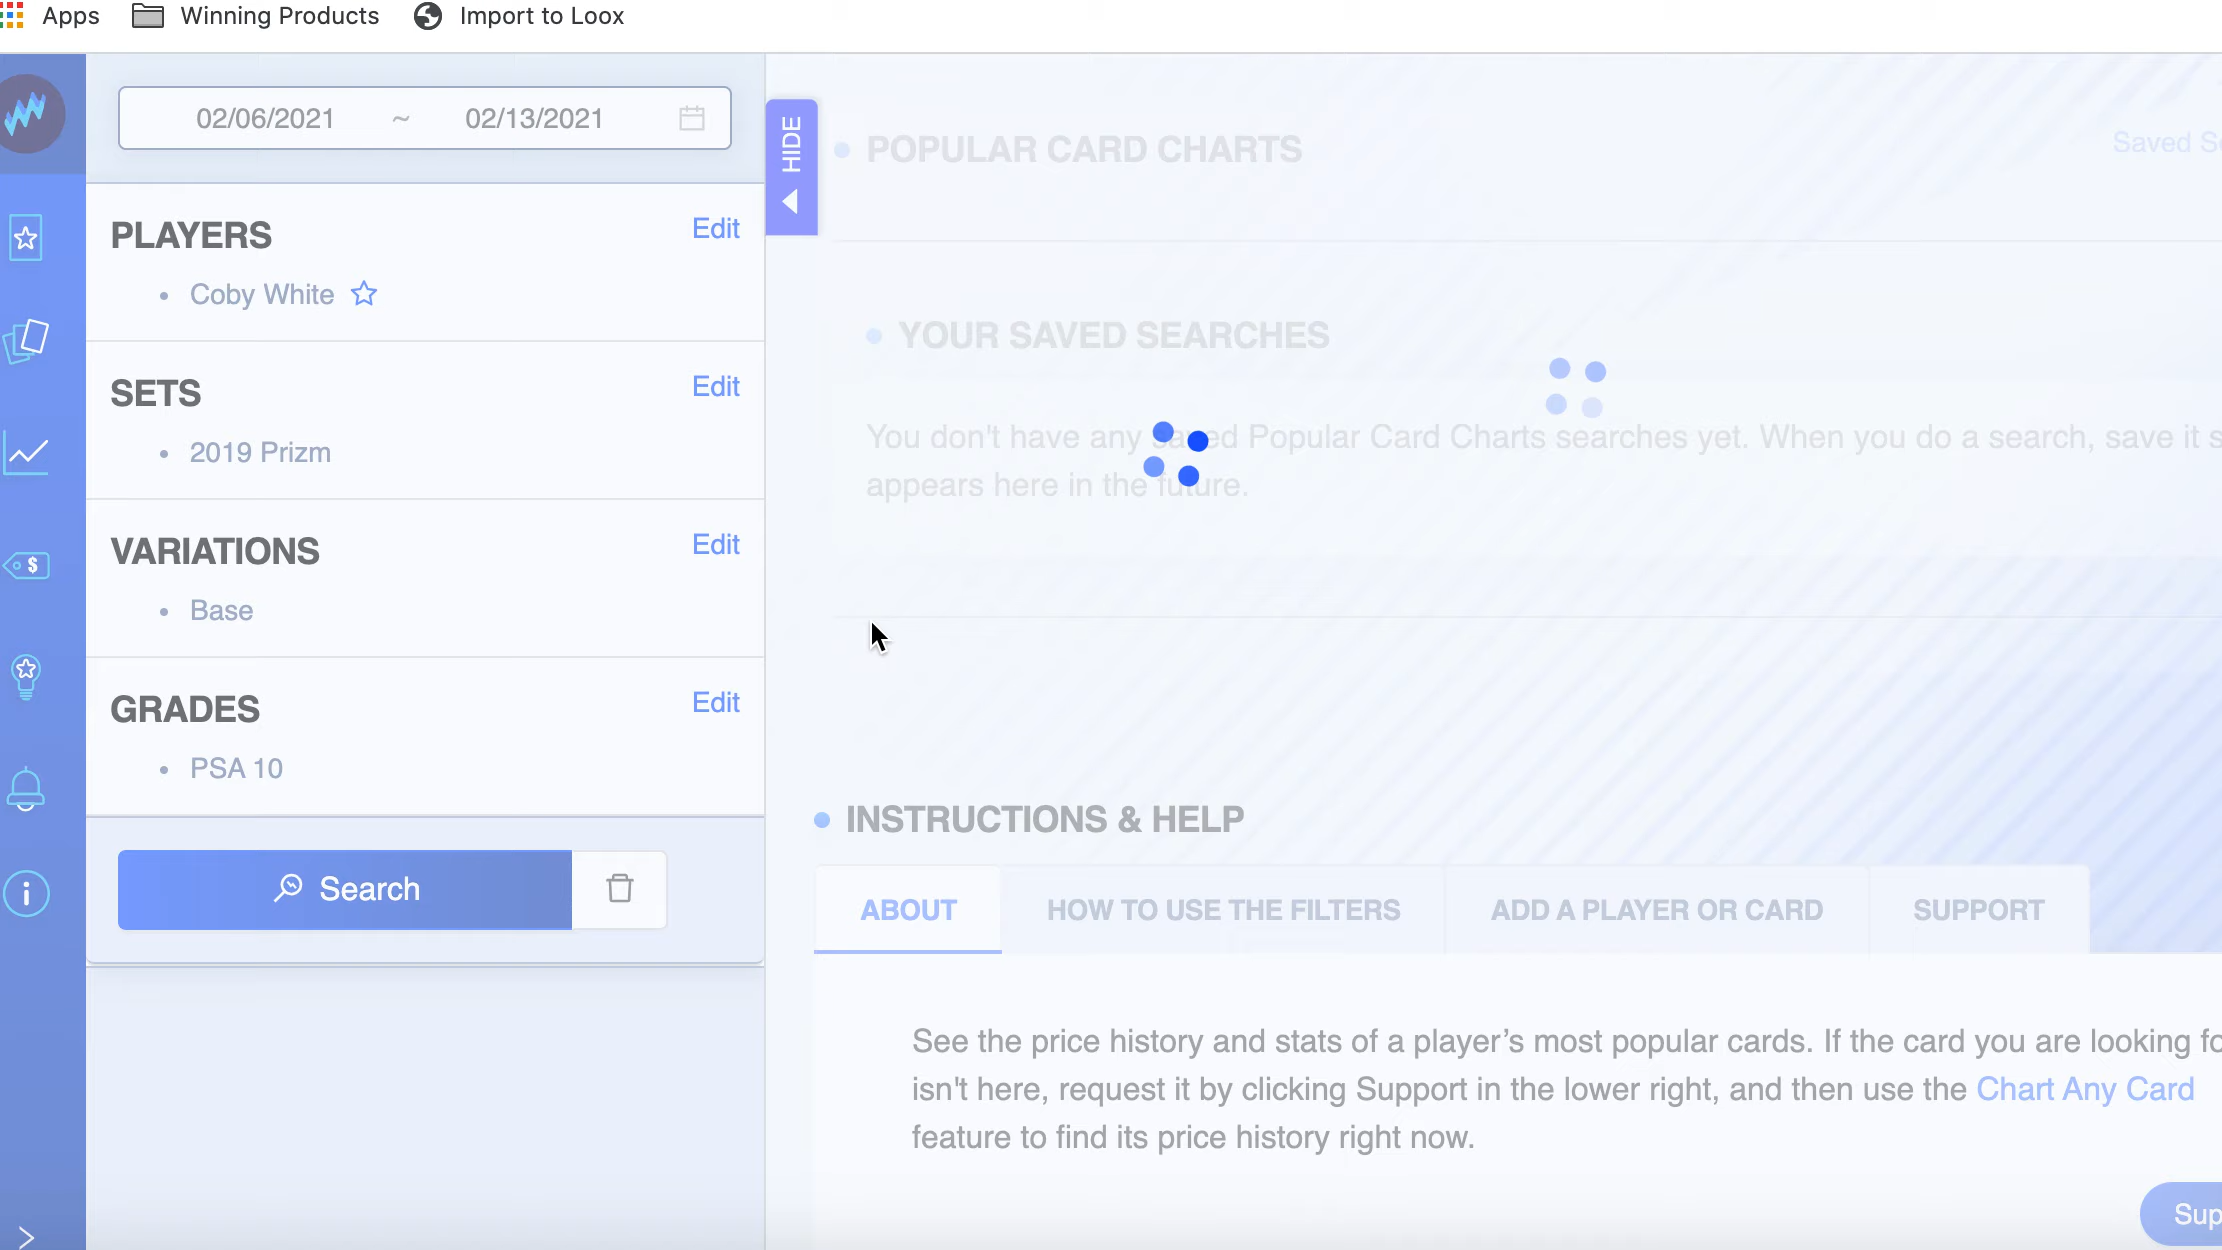 Apps Winning Products Import to Loox
02/06/2021 ~ 02/13/2021
HIDE
PLAYERS Edit
Coby White
SETS Edit
2019 Prizm
VARIATIONS Edit
Base
GRADES Edit
PSA 10
Search
POPULAR CARD CHARTS
Saved
YOUR SAVED SEARCHES
You don't have any saved Popular Card Charts searches yet. When you do a search, save it
appears here in the future.
INSTRUCTIONS & HELP
ABOUT HOW TO USE THE FILTERS ADD A PLAYER OR CARD SUPPORT
See the price history and stats of a player’s most popular cards. If the card you are looking
isn't here, request it by clicking Support in the lower right, and then use the Chart Any Card
feature to find its price history right now.
Sup